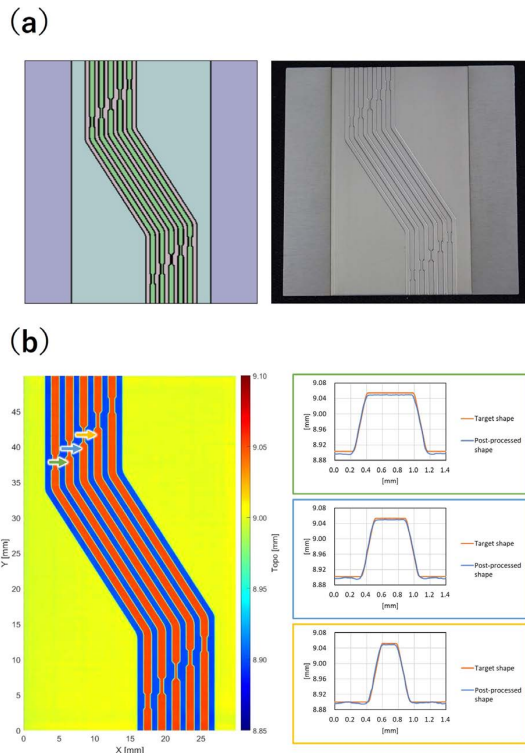 (a)
(b)
Y [mm]
45
40
35
30
25
20
15
10
5
0
0 5 10 15 20 25
X [mm]
9.10
9.05
9.00
8.95
8.90
8.85
Topo [mm]
9.08
9.04
[mm]
8.96
8.92
8.88
0.0 0.2 0.4 0.6 0.8 1.0 1.2 1.4
[mm]
Target shape
Post-processed shape
9.08
9.04
[mm]
8.96
8.92
8.88
0.0 0.2 0.4 0.6 0.8 1.0 1.2 1.4
[mm]
Target shape
Post-processed
shape
9.08
9.04
[mm]
9.00
8.96
8.92
8.88
0.0 0.2 0.4 0.6 0.8 1.0 1.2 1.4
[mm]
Target shape
Post-processed
shape